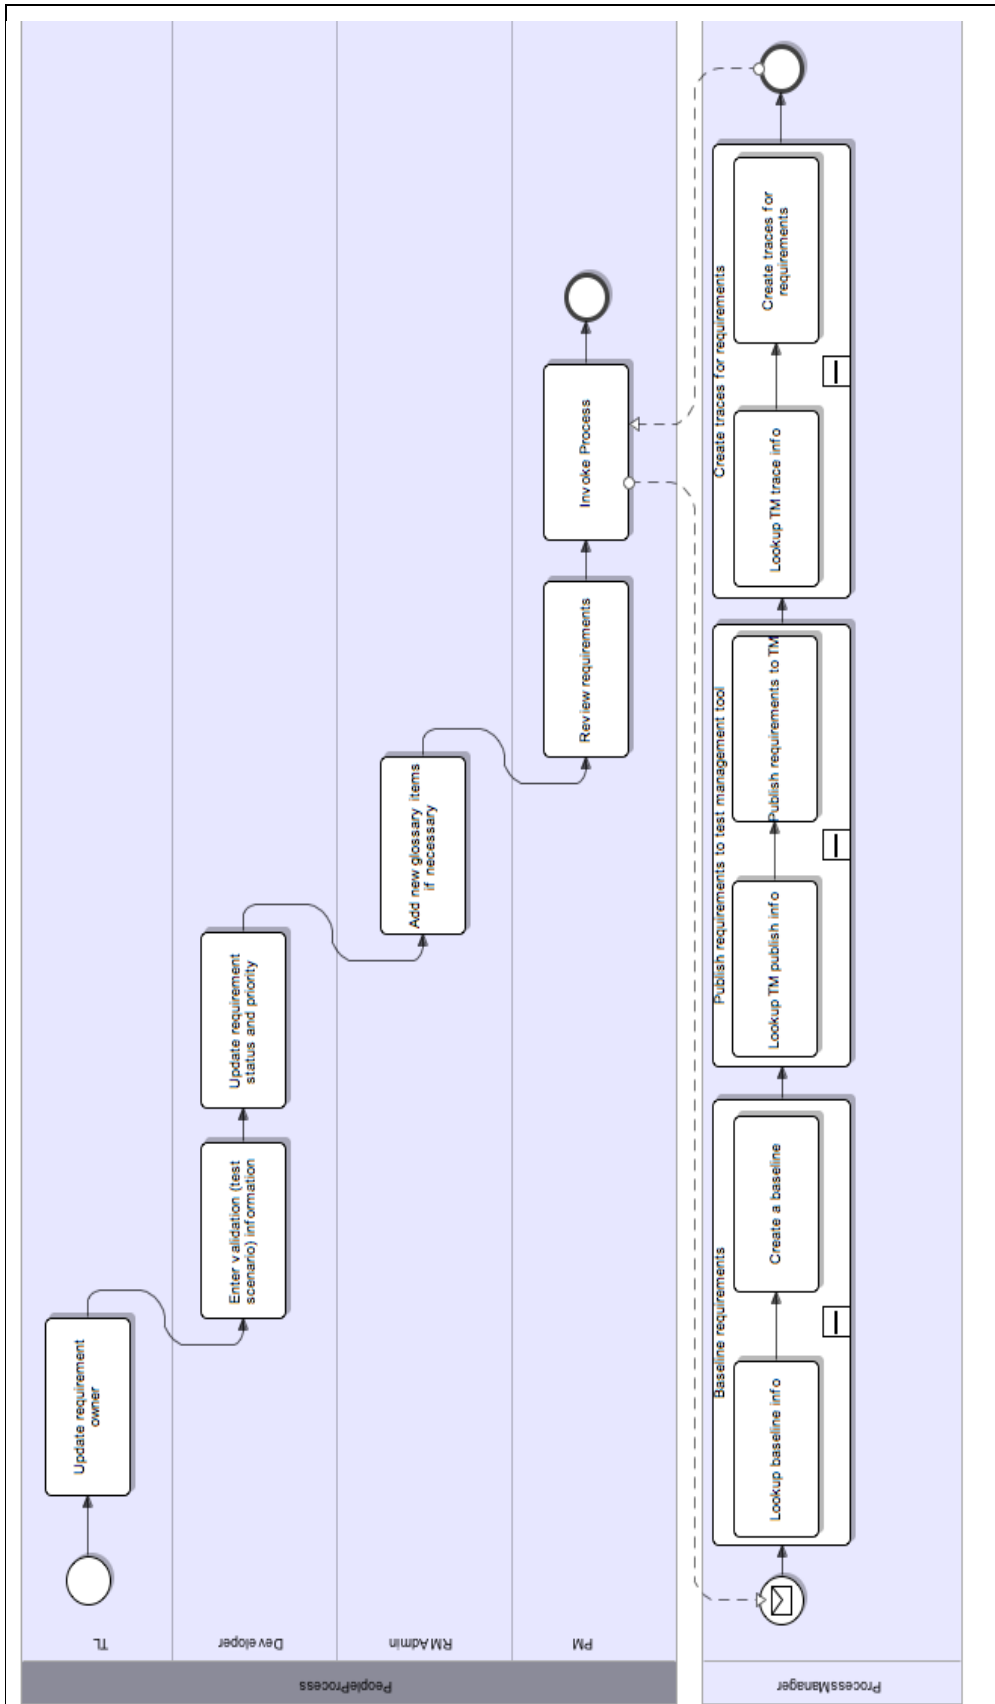 PeopleProcess
TL
Update requirement
owner
Developer
Enter validation (test
scenario) information
Update requirement
status and priority
RMAdmin
Add new glossary items
if necessary
PM
Review requirements
Invoke Process
ProcessManager
Baseline requirements
Lookup baseline info
Create a baseline
Publish requirements to test management tool
Lookup TM publish info
Publish requirements to TM
Create traces for requirements
Lookup TM trace info
Create traces for
requirements